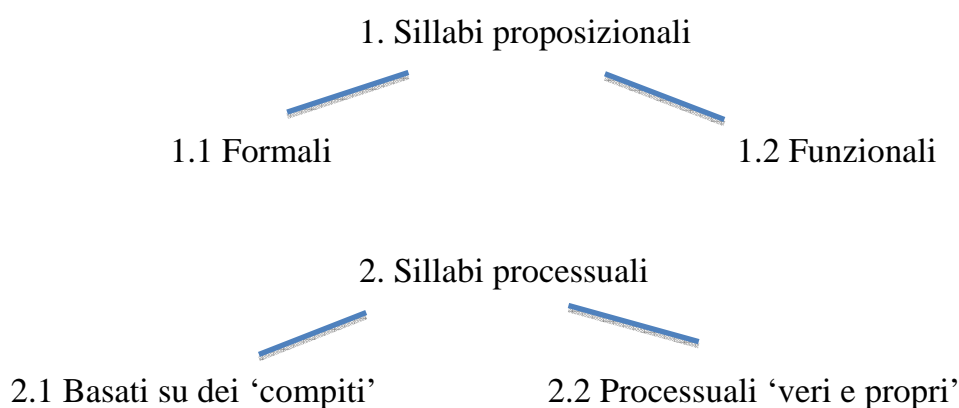 1. Sillabi proposizionali
1.1 Formali
1.2 Funzionali
2. Sillabi processuali
2.1 Basati su dei ‘compiti’
2.2 Processuali ‘veri e propri’